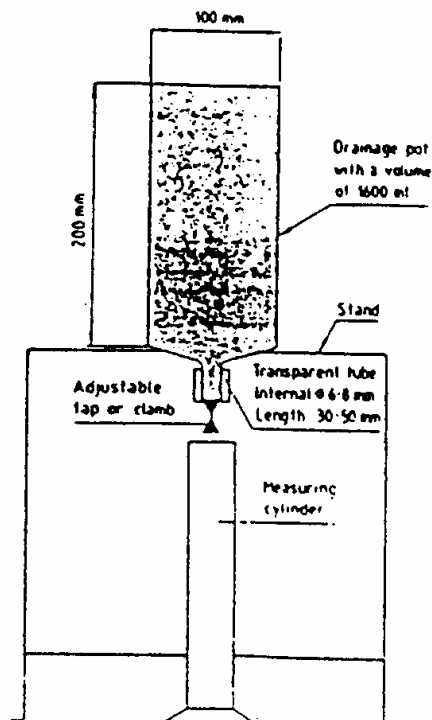 100 mm
Drainage pot
with a volume
of 1600 ml
200 mm
Stand
Transparent tube
Internal Φ 6-8 mm
Length 30-50 mm
Adjustable
tap or clamb
Measuring
cylinder